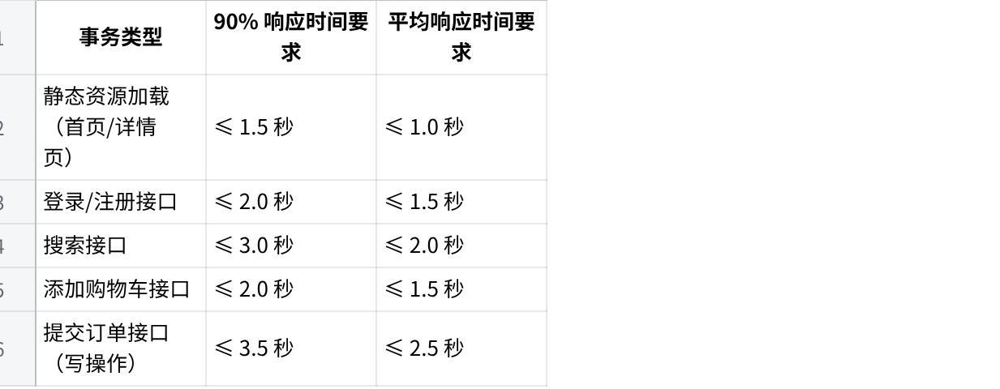 1
事务类型
90% 响应时间要
求
平均响应时间要
求
2
静态资源加载
（首页/详情
页）
≤ 1.5 秒
≤ 1.0 秒
3
登录/注册接口
≤ 2.0 秒
≤ 1.5 秒
4
搜索接口
≤ 3.0 秒
≤ 2.0 秒
5
添加购物车接口
≤ 2.0 秒
≤ 1.5 秒
6
提交订单接口
（写操作）
≤ 3.5 秒
≤ 2.5 秒